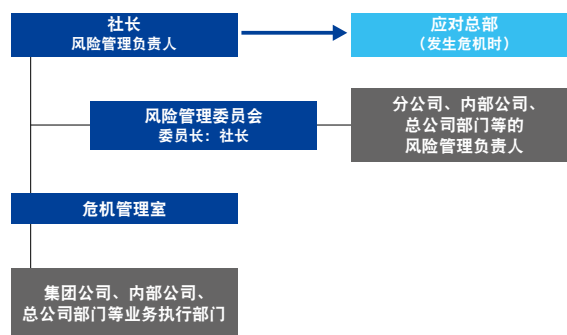 社长
风险管理负责人
应对总部
（发生危机时）
风险管理委员会
委员长：社长
分公司、内部公司、
总公司部门等的
风险管理负责人
危机管理室
集团公司、内部公司、
总公司部门等业务执行部门